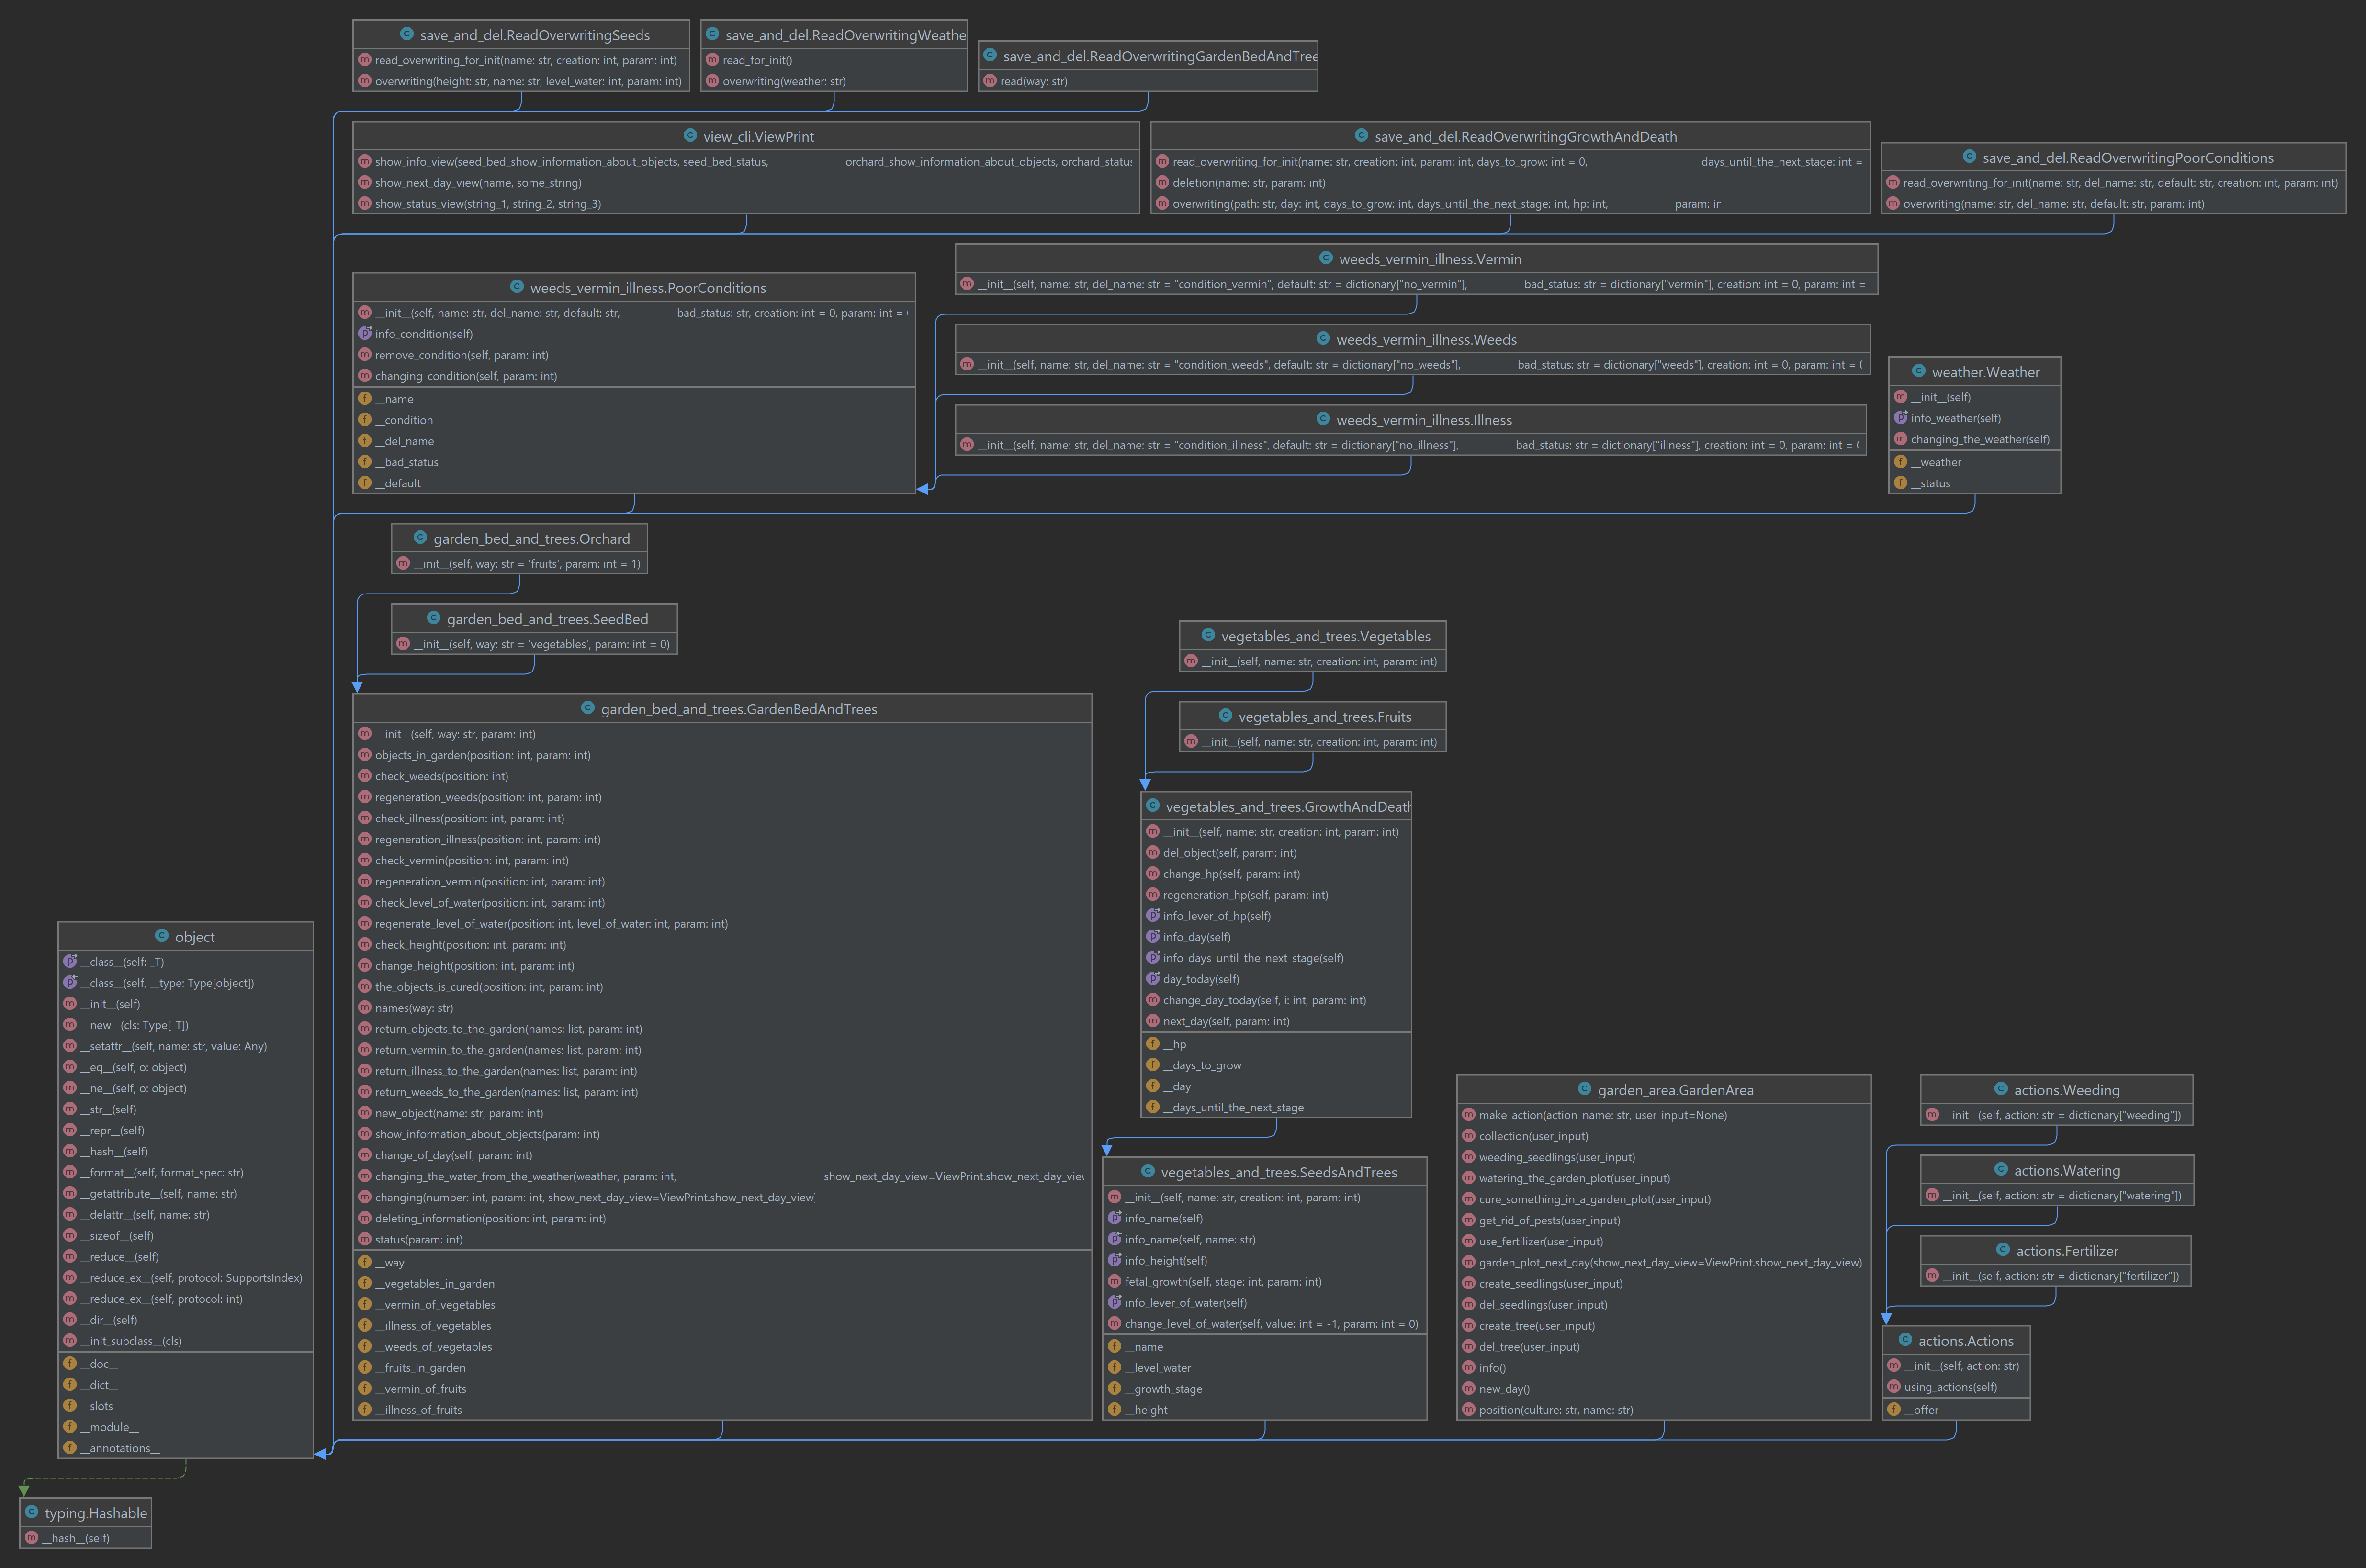 save_and_del.ReadOverwritingSeeds
read_overwriting_for_init(name: str, creation: int, param: int)
overwriting(height: str, name: str, level_water: int, param: int)
save_and_del.ReadOverwritingWeathe
read_for_init()
overwriting(weather: str)
save_and_del.ReadOverwritingGardenBedAndTree
read(way: str)
view_cli.ViewPrint
show_info_view(seed_bed_show_information_about_objects, seed_bed_status, orchard_show_information_about_objects, orchard_status
show_next_day_view(name, some_string)
show_status_view(string_1, string_2, string_3)
save_and_del.ReadOverwritingGrowthAndDeath
read_overwriting_for_init(name: str, creation: int, param: int, days_to_grow: int = 0, days_until_the_next_stage: int =
deletion(name: str, param: int)
overwriting(path: str, day: int, days_to_grow: int, days_until_the_next_stage: int, hp: int, param: ir
save_and_del.ReadOverwritingPoorConditions
read_overwriting_for_init(name: str, del_name: str, default: str, creation: int, param: int)
overwriting(name: str, del_name: str, default: str, param: int)
weeds_vermin_illness.Vermin
__init__(self, name: str, del_name: str = "condition_vermin", default: str = dictionary["no_vermin"], bad_status: str = dictionary["vermin"], creation: int = 0, param: int =
weeds_vermin_illness.PoorConditions
__init__(self, name: str, del_name: str, default: str, bad_status: str, creation: int = 0, param: int =
info_condition(self)
remove_condition(self, param: int)
changing_condition(self, param: int)
__name
__condition
__del_name
__bad_status
__default
weeds_vermin_illness.Weeds
__init__(self, name: str, del_name: str = "condition_weeds", default: str = dictionary["no_weeds"], bad_status: str = dictionary["weeds"], creation: int = 0, param: int = (
weeds_vermin_illness.Illness
__init__(self, name: str, del_name: str = "condition_illness", default: str = dictionary["no_illness"], bad_status: str = dictionary["illness"], creation: int = 0, param: int = (
weather.Weather
__init__(self)
info_weather(self)
changing_the_weather(self)
__weather
__status
garden_bed_and_trees.Orchard
__init__(self, way: str = 'fruits', param: int = 1)
garden_bed_and_trees.SeedBed
__init__(self, way: str = 'vegetables', param: int = 0)
vegetables_and_trees.Vegetables
__init__(self, name: str, creation: int, param: int)
vegetables_and_trees.Fruits
__init__(self, name: str, creation: int, param: int)
garden_bed_and_trees.GardenBedAndTrees
__init__(self, way: str, param: int)
objects_in_garden(position: int, param: int)
check_weeds(position: int)
regeneration_weeds(position: int, param: int)
check_illness(position: int, param: int)
regeneration_illness(position: int, param: int)
check_vermin(position: int, param: int)
regeneration_vermin(position: int, param: int)
check_level_of_water(position: int, param: int)
regenerate_level_of_water(position: int, level_of_water: int, param: int)
check_height(position: int, param: int)
change_height(position: int, param: int)
the_objects_is_cured(position: int, param: int)
names(way: str)
return_objects_to_the_garden(names: list, param: int)
return_vermin_to_the_garden(names: list, param: int)
return_illness_to_the_garden(names: list, param: int)
return_weeds_to_the_garden(names: list, param: int)
new_object(name: str, param: int)
show_information_about_objects(param: int)
change_of_day(self, param: int)
changing_the_water_from_the_weather(weather, param: int, show_next_day_view=ViewPrint.show_next_day_view
changing(number: int, param: int, show_next_day_view=ViewPrint.show_next_day_view
deleting_information(position: int, param: int)
status(param: int)
__way
__vegetables_in_garden
__vermin_of_vegetables
__illness_of_vegetables
__weeds_of_vegetables
__fruits_in_garden
__vermin_of_fruits
__illness_of_fruits
vegetables_and_trees.GrowthAndDeath
__init__(self, name: str, creation: int, param: int)
del_object(self, param: int)
change_hp(self, param: int)
regeneration_hp(self, param: int)
info_lever_of_hp(self)
info_day(self)
info_days_until_the_next_stage(self)
day_today(self)
change_day_today(self, i: int, param: int)
next_day(self, param: int)
__hp
__days_to_grow
__day
__days_until_the_next_stage
object
__class__(self: _T)
__class__(self, __type: Type[object])
__init__(self)
__new__(cls: Type[_T])
__setattr__(self, name: str, value: Any)
__eq__(self, o: object)
__ne__(self, o: object)
__str__(self)
__repr__(self)
__hash__(self)
__format__(self, format_spec: str)
__getattribute__(self, name: str)
__delattr__(self, name: str)
__sizeof__(self)
__reduce__(self)
__reduce_ex__(self, protocol: SupportsIndex)
__reduce_ex__(self, protocol: int)
__dir__(self)
__init_subclass__(cls)
__doc__
__dict__
__slots__
__module__
__annotations__
vegetables_and_trees.SeedsAndTrees
__init__(self, name: str, creation: int, param: int)
info_name(self)
info_name(self, name: str)
info_height(self)
fetal_growth(self, stage: int, param: int)
info_lever_of_water(self)
change_level_of_water(self, value: int = -1, param: int = 0)
__name
__level_water
__growth_stage
__height
garden_area.GardenArea
make_action(action_name: str, user_input=None)
collection(user_input)
weeding_seedlings(user_input)
watering_the_garden_plot(user_input)
cure_something_in_a_garden_plot(user_input)
get_rid_of_pests(user_input)
use_fertilizer(user_input)
garden_plot_next_day(show_next_day_view=ViewPrint.show_next_day_view)
create_seedlings(user_input)
del_seedlings(user_input)
create_tree(user_input)
del_tree(user_input)
info()
new_day()
position(culture: str, name: str)
actions.Weeding
__init__(self, action: str = dictionary["weeding"])
actions.Watering
__init__(self, action: str = dictionary["watering"])
actions.Fertilizer
__init__(self, action: str = dictionary["fertilizer"])
actions.Actions
__init__(self, action: str)
using_actions(self)
__offer
typing.Hashable
__hash__(self)